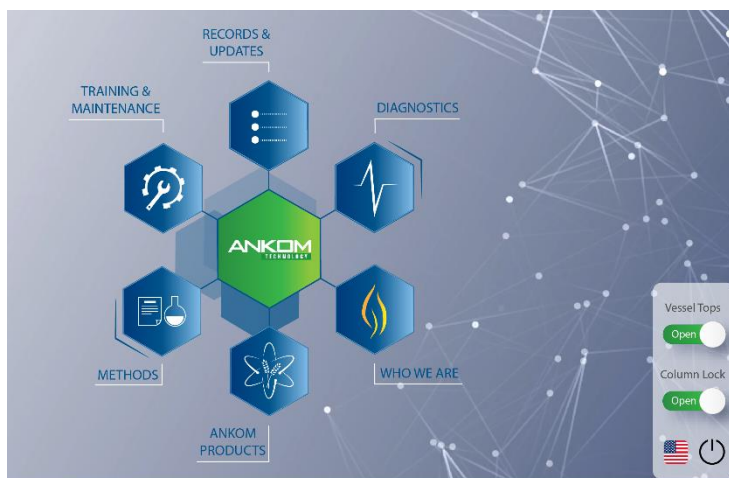 RECORDS &
UPDATES
TRAINING &
MAINTENANCE
DIAGNOSTICS
ANKOM
TECHNOLOGY
METHODS
WHO WE ARE
ANKOM
PRODUCTS
Vessel Tops
Open
Column Lock
Open